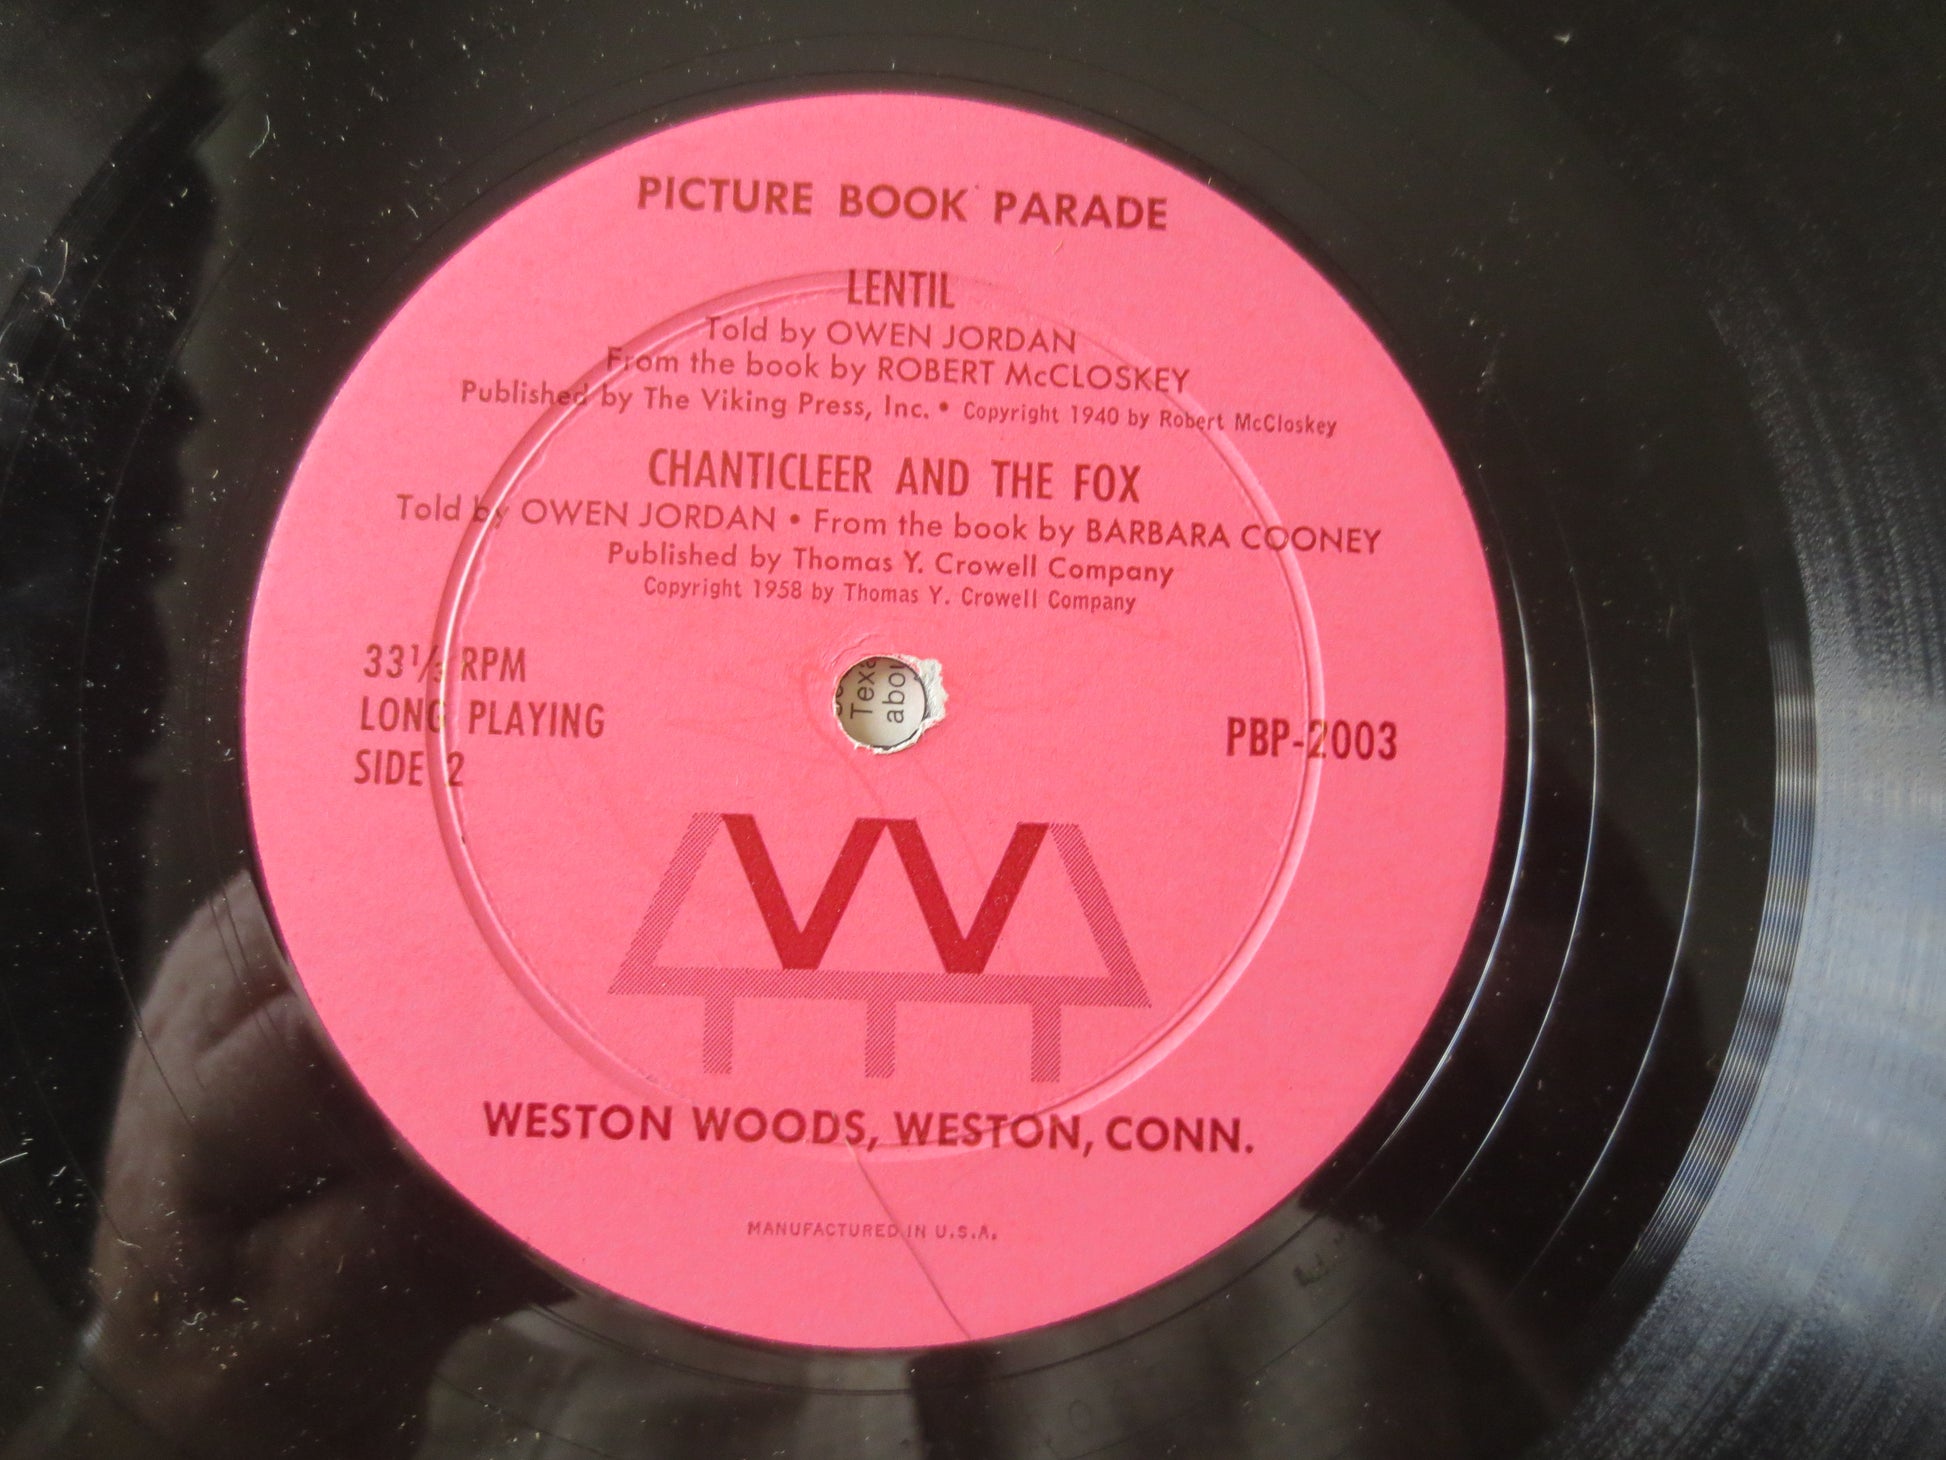 PICTURE BOOK PARADE
LENTIL
Told by OWEN JORDAN
From the book by ROBERT McCLOSKEY
Published by The Viking Press, Inc. • Copyright 1940 by Robert McCloskey
CHANTICLEER AND THE FOX
Told by OWEN JORDAN • From the book by BARBARA COONEY
Published by Thomas Y. Crowell Company
Copyright 1958 by Thomas Y. Crowell Company
33⅓ RPM
LONG PLAYING
SIDE 2
PBP-2003
WESTON WOODS, WESTON, CONN.
MANUFACTURED IN U.S.A.